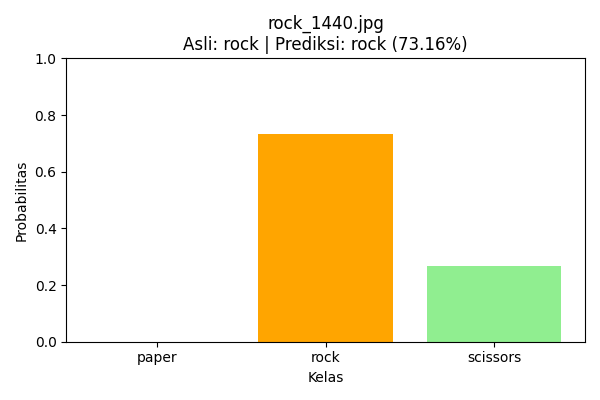 rock_1440.jpg
Asli: rock | Prediksi: rock (73.16%)
1.0
0.8
0.6
0.4
0.2
0.0
Probabilitas
paper rock scissors
Kelas